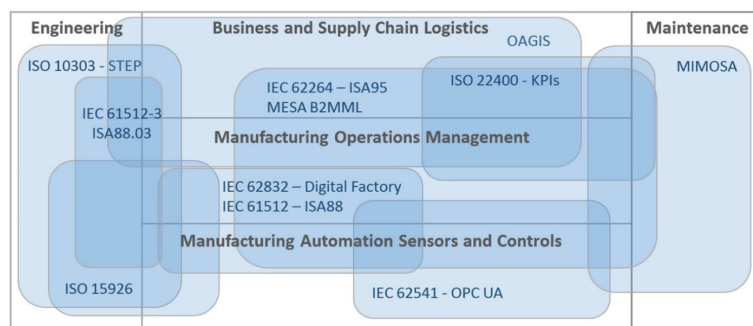 Engineering
Business and Supply Chain Logistics
Maintenance
OAGIS
ISO 10303 - STEP
MIMOSA
IEC 62264 – ISA95
MESA B2MML
ISO 22400 - KPIs
IEC 61512-3
ISA88.03
Manufacturing Operations Management
IEC 62832 – Digital Factory
IEC 61512 – ISA88
Manufacturing Automation Sensors and Controls
ISO 15926
IEC 62541 - OPC UA